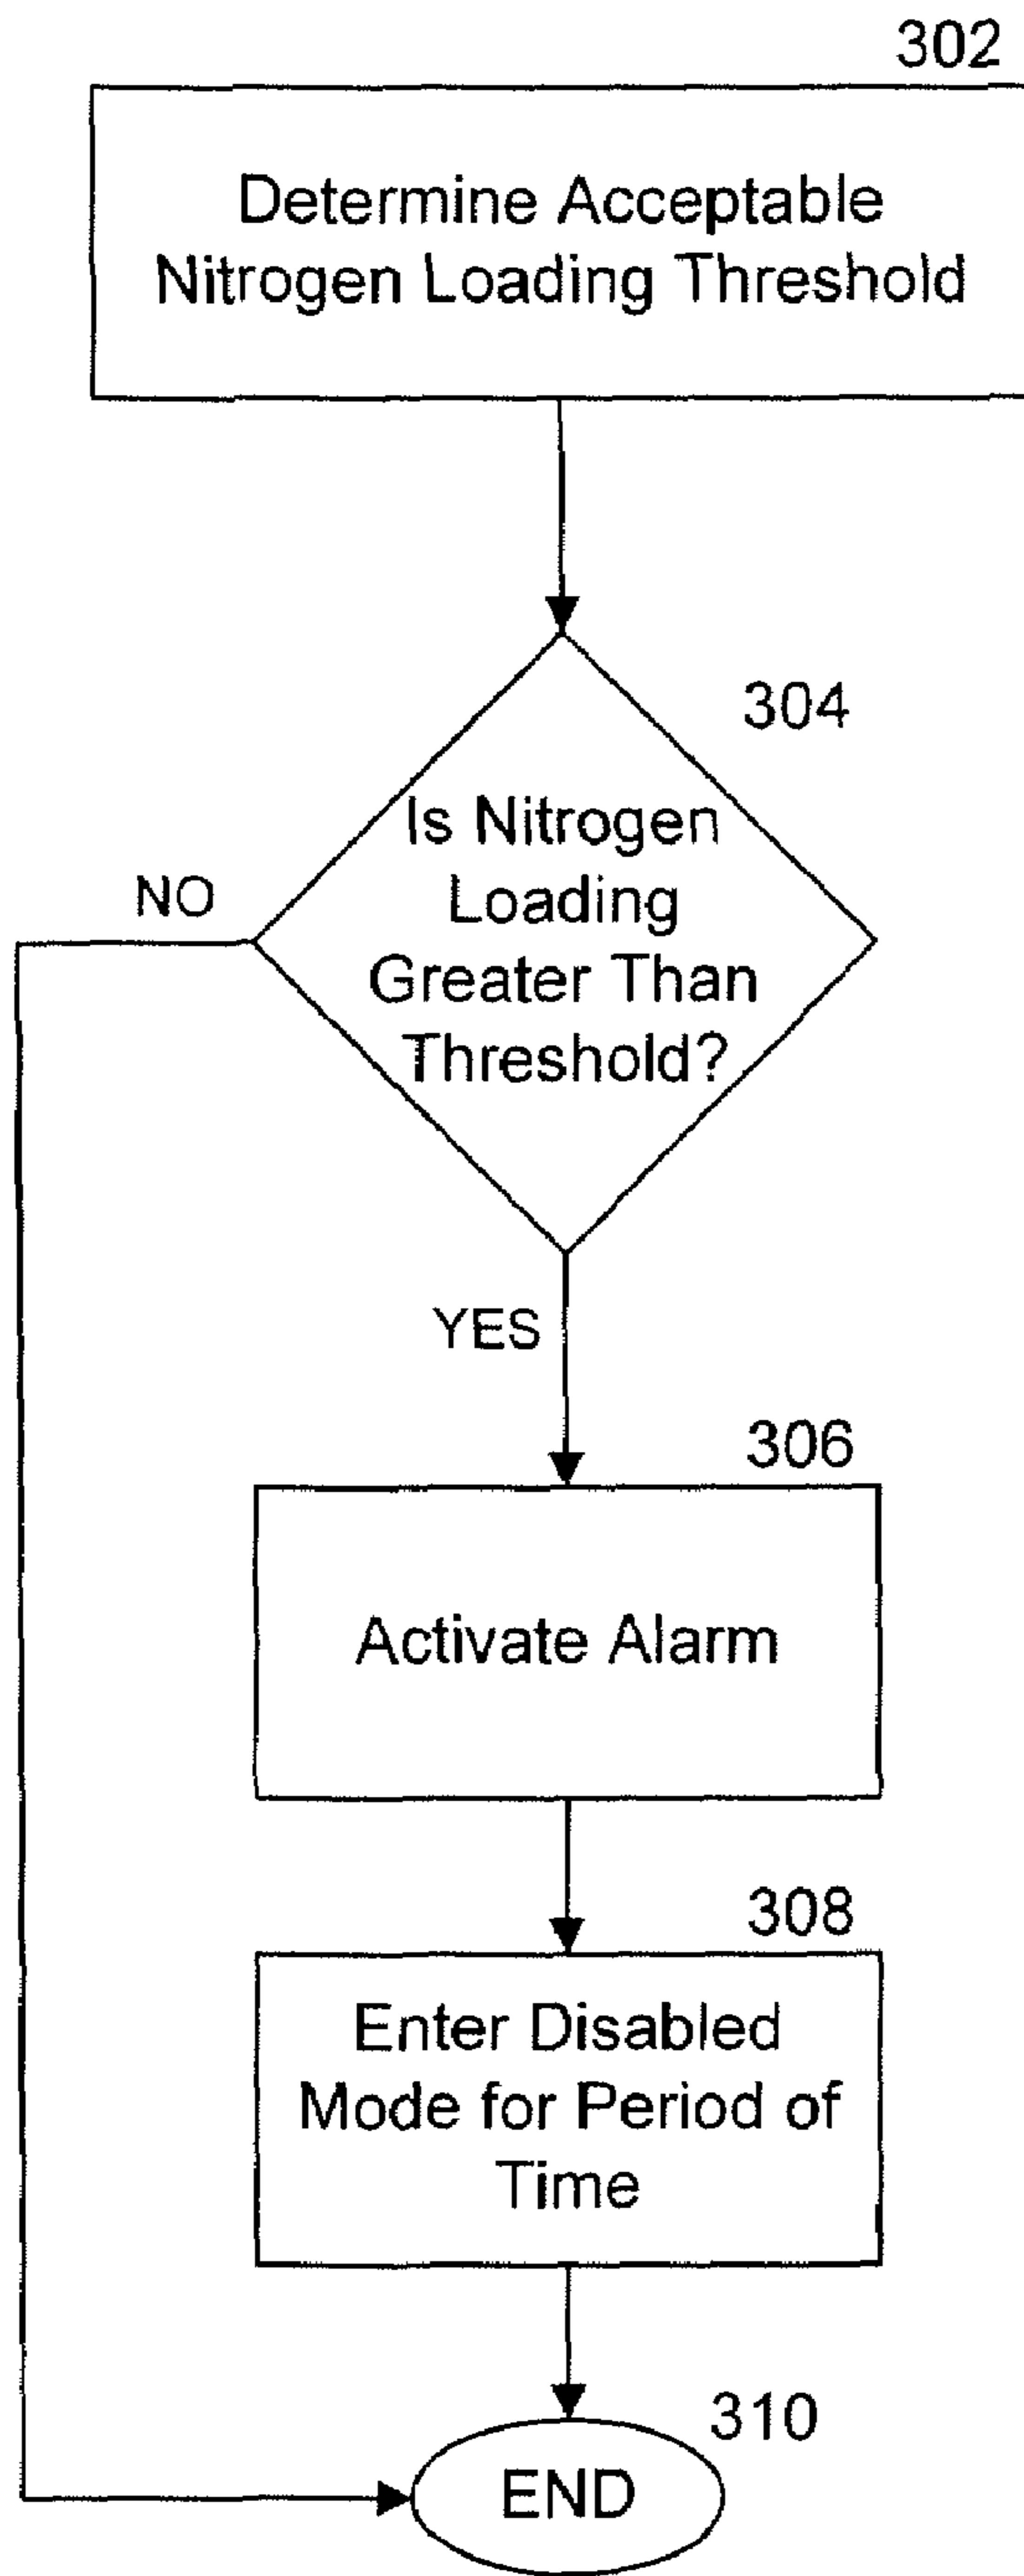 302
Determine Acceptable
Nitrogen Loading Threshold
304
Is Nitrogen
Loading
Greater Than
Threshold?
NO
YES
306
Activate Alarm
308
Enter Disabled
Mode for Period of
Time
310
END